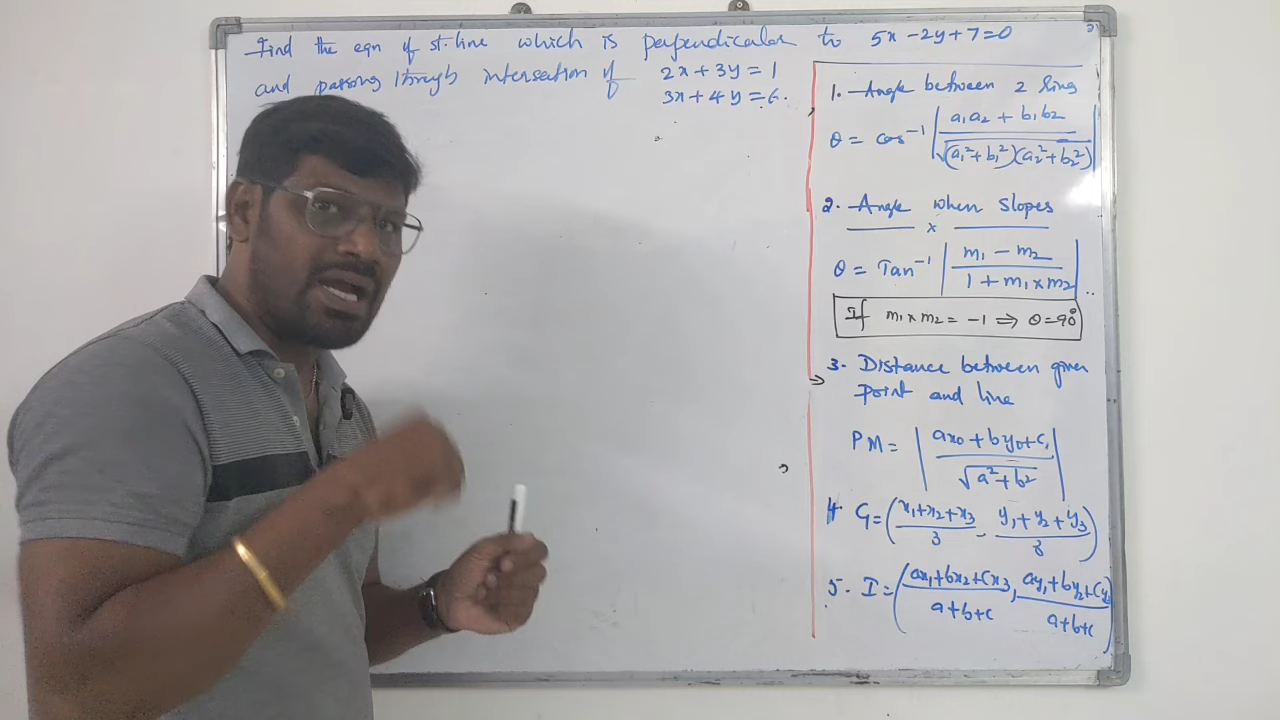 Find the eqn of st-line which is perpendicular to 5x - 2y + 7 = 0
and passing through intersection of 2x + 3y = 1
3x + 4y = 6.
1. Angle between 2 lines
θ = cos⁻¹ | a₁a₂ + b₁b₂ / √(a₁² + b₁²)(a₂² + b₂²) |
2. Angle when slopes
x
θ = Tan⁻¹ | m₁ - m₂ / 1 + m₁ x m₂ | ..
If m₁ x m₂ = -1 ⇒ θ = 90°
3. Distance between given
point and line
PM = | ax₀ + by₀ + c, / √a² + b² |
4 G = ( x₁ + x₂ + x₃ / 3 - y₁ + y₂ + y₃ / 3 )
5. I = ( ax₁ + bx₂ + cx₃ / a + b + c , ay₁ + by₂ + cy₃ / a + b + c )